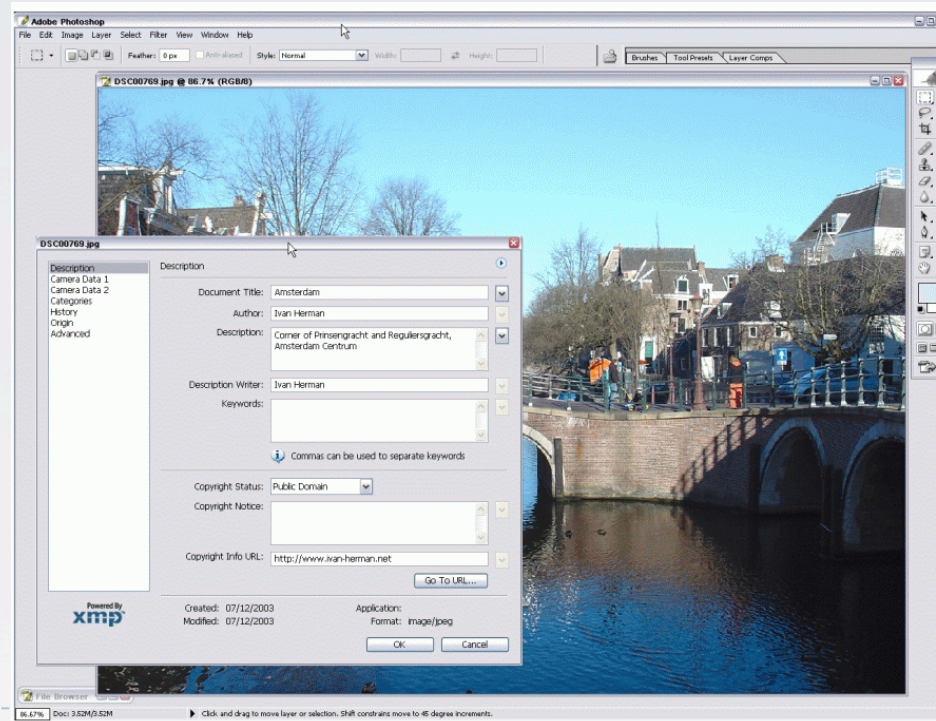 Adobe Photoshop
File Edit Image Layer Select Filter View Window Help
Feather: 0 px Anti-aliased Style: Normal Width: Height:
Brushes Tool Presets Layer Comps
DSC00769.jpg @ 86.7% (RGB/8)
DSC00769.jpg
Description
Camera Data 1
Camera Data 2
Categories
History
Origin
Advanced
Description
Document Title: Amsterdam
Author: Ivan Herman
Description: Corner of Prinsengracht and Reguliersgracht,
Amsterdam Centrum
Description Writer: Ivan Herman
Keywords:
Commas can be used to separate keywords
Copyright Status: Public Domain
Copyright Notice:
Copyright Info URL: http://www.ivan-herman.net
Go To URL...
Powered By
xmp
Created: 07/12/2003 Application:
Modified: 07/12/2003 Format: image/jpeg
OK Cancel
File Browser
86.67% Doc: 3.52M/3.52M Click and drag to move layer or selection. Shift constrains move to 45 degree increments.